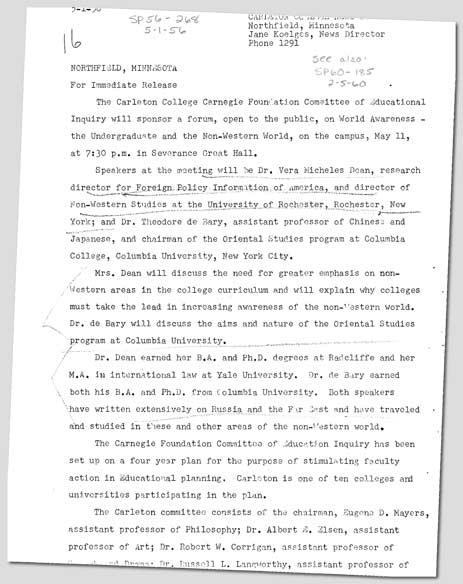 5-1-56
SP56-268
5-1-56
16
Northfield, Minnesota
Jane Koelges, News Director
Phone 1291
See also:
SP60-185
2-5-60
NORTHFIELD, MINNESOTA
For Immediate Release
The Carleton College Carnegie Foundation Committee of Educational
Inquiry will sponsor a forum, open to the public, on World Awareness -
the Undergraduate and the Non-Western World, on the campus, May 11,
at 7:30 p.m. in Severance Great Hall.
Speakers at the meeting will be Dr. Vera Micheles Dean, research
director for Foreign Policy Information of America, and director of
Non-Western Studies at the University of Rochester, Rochester, New
York; and Dr. Theodore de Bary, assistant professor of Chinese and
Japanese, and chairman of the Oriental Studies program at Columbia
College, Columbia University, New York City.
Mrs. Dean will discuss the need for greater emphasis on non-
Western areas in the college curriculum and will explain why colleges
must take the lead in increasing awareness of the non-Western world.
Dr. de Bary will discuss the aims and nature of the Oriental Studies
program at Columbia University.
Dr. Dean earned her B.A. and Ph.D. degrees at Radcliffe and her
M.A. in international law at Yale University. Dr. de Bary earned
both his B.A. and Ph.D. from Columbia University. Both speakers
have written extensively on Russia and the Far East and have traveled
and studied in these and other areas of the non-Western world.
The Carnegie Foundation Committee of Education Inquiry has been
set up on a four year plan for the purpose of stimulating faculty
action in Educational planning. Carleton is one of ten colleges and
universities participating in the plan.
The Carleton committee consists of the chairman, Eugene D. Mayers,
assistant professor of Philosophy; Dr. Albert E. Elsen, assistant
professor of Art; Dr. Robert W. Corrigan, assistant professor of
and Drama; Dr. Russell L. Langworthy, assistant professor of